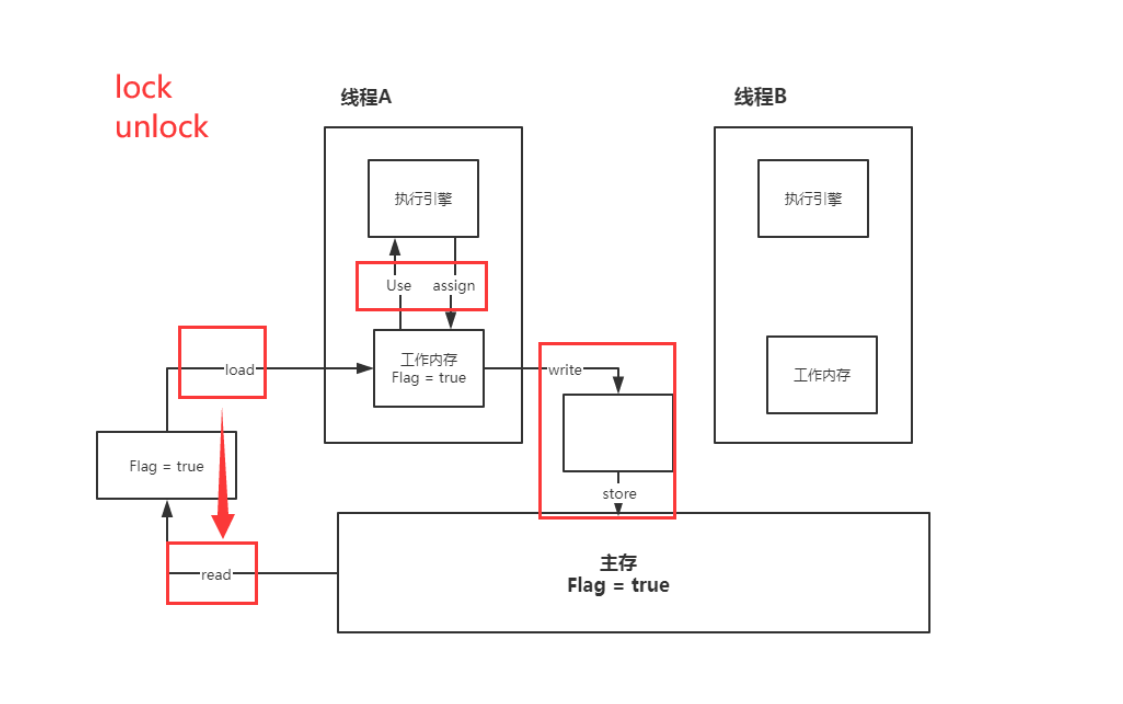 lock
unlock
线程A
线程B
执行引擎
执行引擎
Use
assign
工作内存
Flag = true
工作内存
load
write
Flag = true
store
read
主存
Flag = true